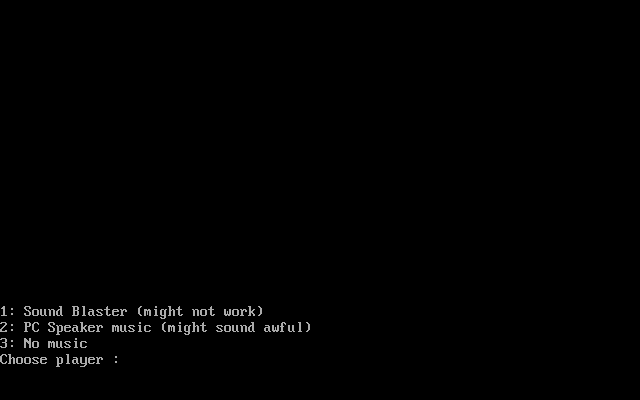 1: Sound Blaster (might not work)
2: PC Speaker music (might sound awful)
3: No music
Choose player :